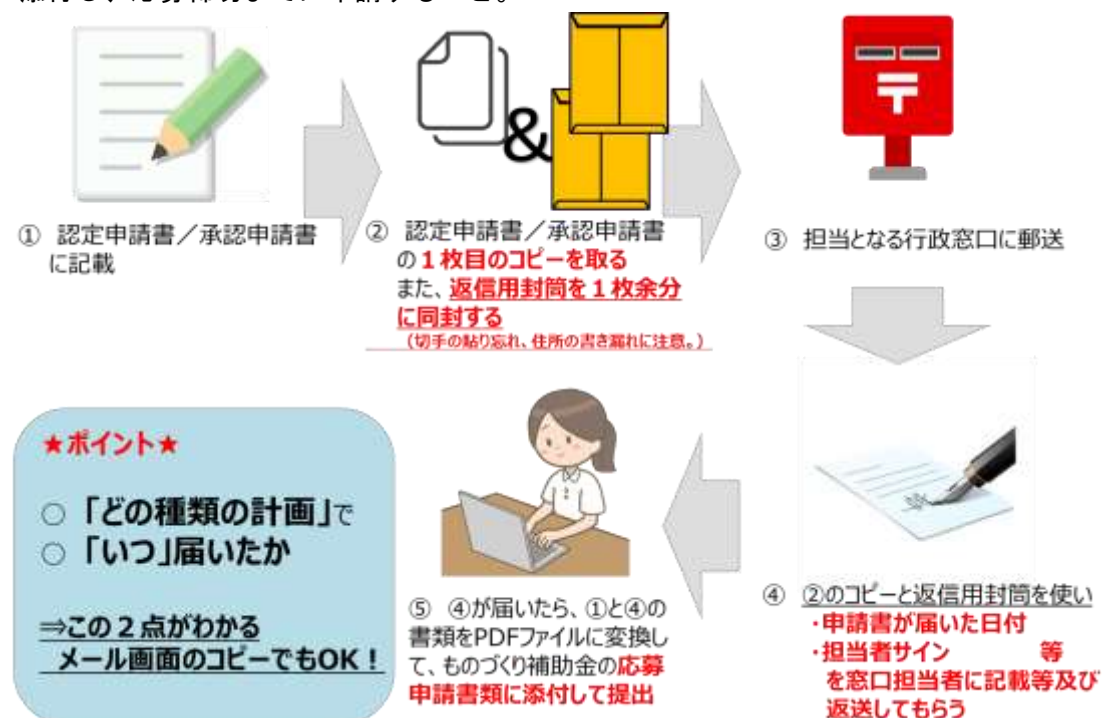 ① 認定申請書／承認申請書
に記載
&
② 認定申請書／承認申請書
の１枚目のコピーを取る
また、返信用封筒を１枚余分
に同封する
（切手の貼り忘れ、住所の書き漏れに注意。）
〒
③ 担当となる行政窓口に郵送
④ ②のコピーと返信用封筒を使い
・申請書が届いた日付
・担当者サイン 等
を窓口担当者に記載等及び
返送してもらう
⑤ ④が届いたら、①と④の
書類をPDFファイルに変換し
て、ものづくり補助金の応募
申請書類に添付して提出
★ポイント★
○ 「どの種類の計画」で
○ 「いつ」届いたか
⇒この２点がわかる
メール画面のコピーでもOK！